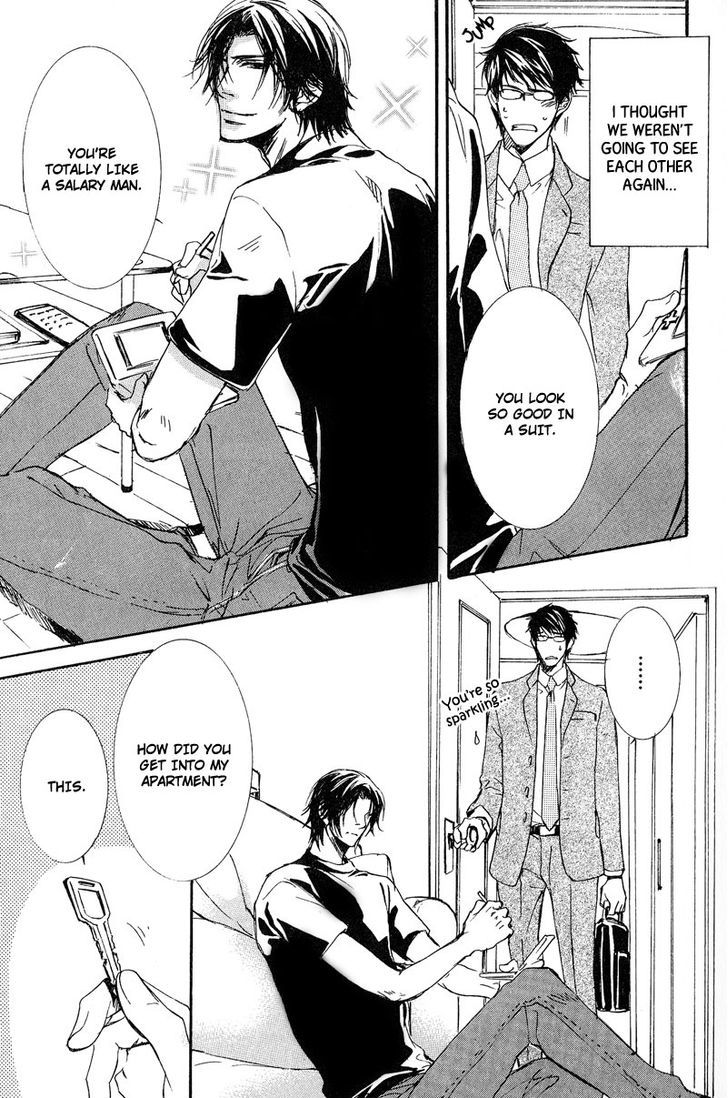 JUMP
I THOUGHT
WE WEREN'T
GOING TO SEE
EACH OTHER
AGAIN...
YOU LOOK
SO GOOD IN
A SUIT.
YOU'RE
TOTALLY LIKE
A SALARY MAN.
......
You're so
sparkling...
HOW DID YOU
GET INTO MY
APARTMENT?
THIS.